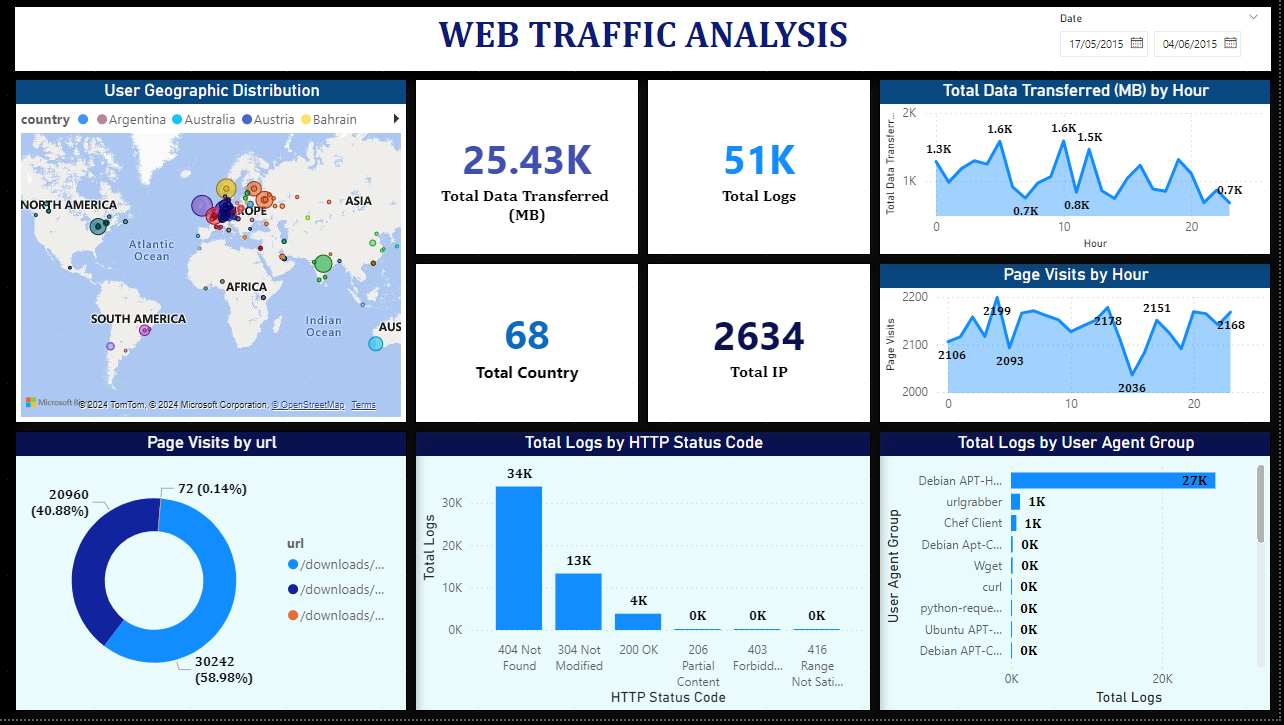 WEB TRAFFIC ANALYSIS
Date
17/05/2015
04/06/2015
User Geographic Distribution
country
Argentina
Australia
Austria
Bahrain
NORTH AMERICA
ASIA
Atlantic
Ocean
AFRICA
SOUTH AMERICA
Indian
Ocean
AUS
©2024 TomTom, © 2024 Microsoft Corporation, © OpenStreetMap Terms
25.43K
Total Data Transferred
(MB)
51K
Total Logs
68
Total Country
2634
Total IP
Total Data Transferred (MB) by Hour
Total Data Transferr...
2K
1K
1.3K
1.6K
0.7K
1.6K
0.8K
1.5K
0.7K
0
10
20
Hour
Page Visits by Hour
Page Visits
2200
2100
2000
2106
2199
2093
2178
2036
2151
2168
0
10
20
Page Visits by url
20960
(40.88%)
72 (0.14%)
30242
(58.98%)
url
/downloads/...
/downloads/...
/downloads/...
Total Logs by HTTP Status Code
Total Logs
30K
20K
10K
0K
34K
13K
4K
0K
0K
0K
404 Not
Found
304 Not
Modified
200 OK
206
Partial
Content
403
Forbidd...
416
Range
Not Sati...
HTTP Status Code
Total Logs by User Agent Group
User Agent Group
Debian APT-H...
27K
urlgrabber
1K
Chef Client
1K
Debian Apt-C...
0K
Wget
0K
curl
0K
python-reque...
0K
Ubuntu APT-...
0K
Debian APT-C...
0K
0K
20K
Total Logs